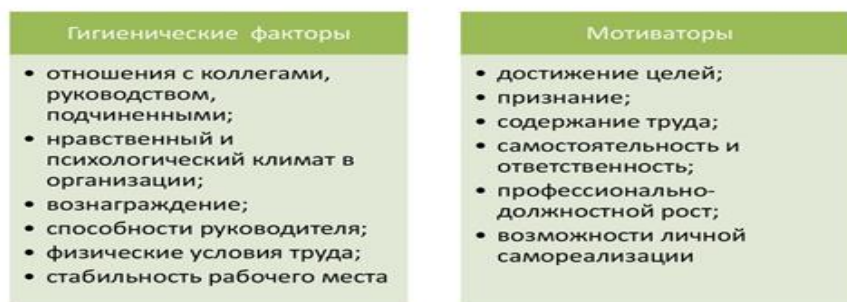 Гигиенические факторы
• отношения с коллегами,
руководством,
подчиненными;
• нравственный и
психологический климат в
организации;
• вознаграждение;
• способности руководителя;
• физические условия труда;
• стабильность рабочего места
Мотиваторы
• достижение целей;
• признание;
• содержание труда;
• самостоятельность и
ответственность;
• профессионально-
должностной рост;
• возможности личной
самореализации